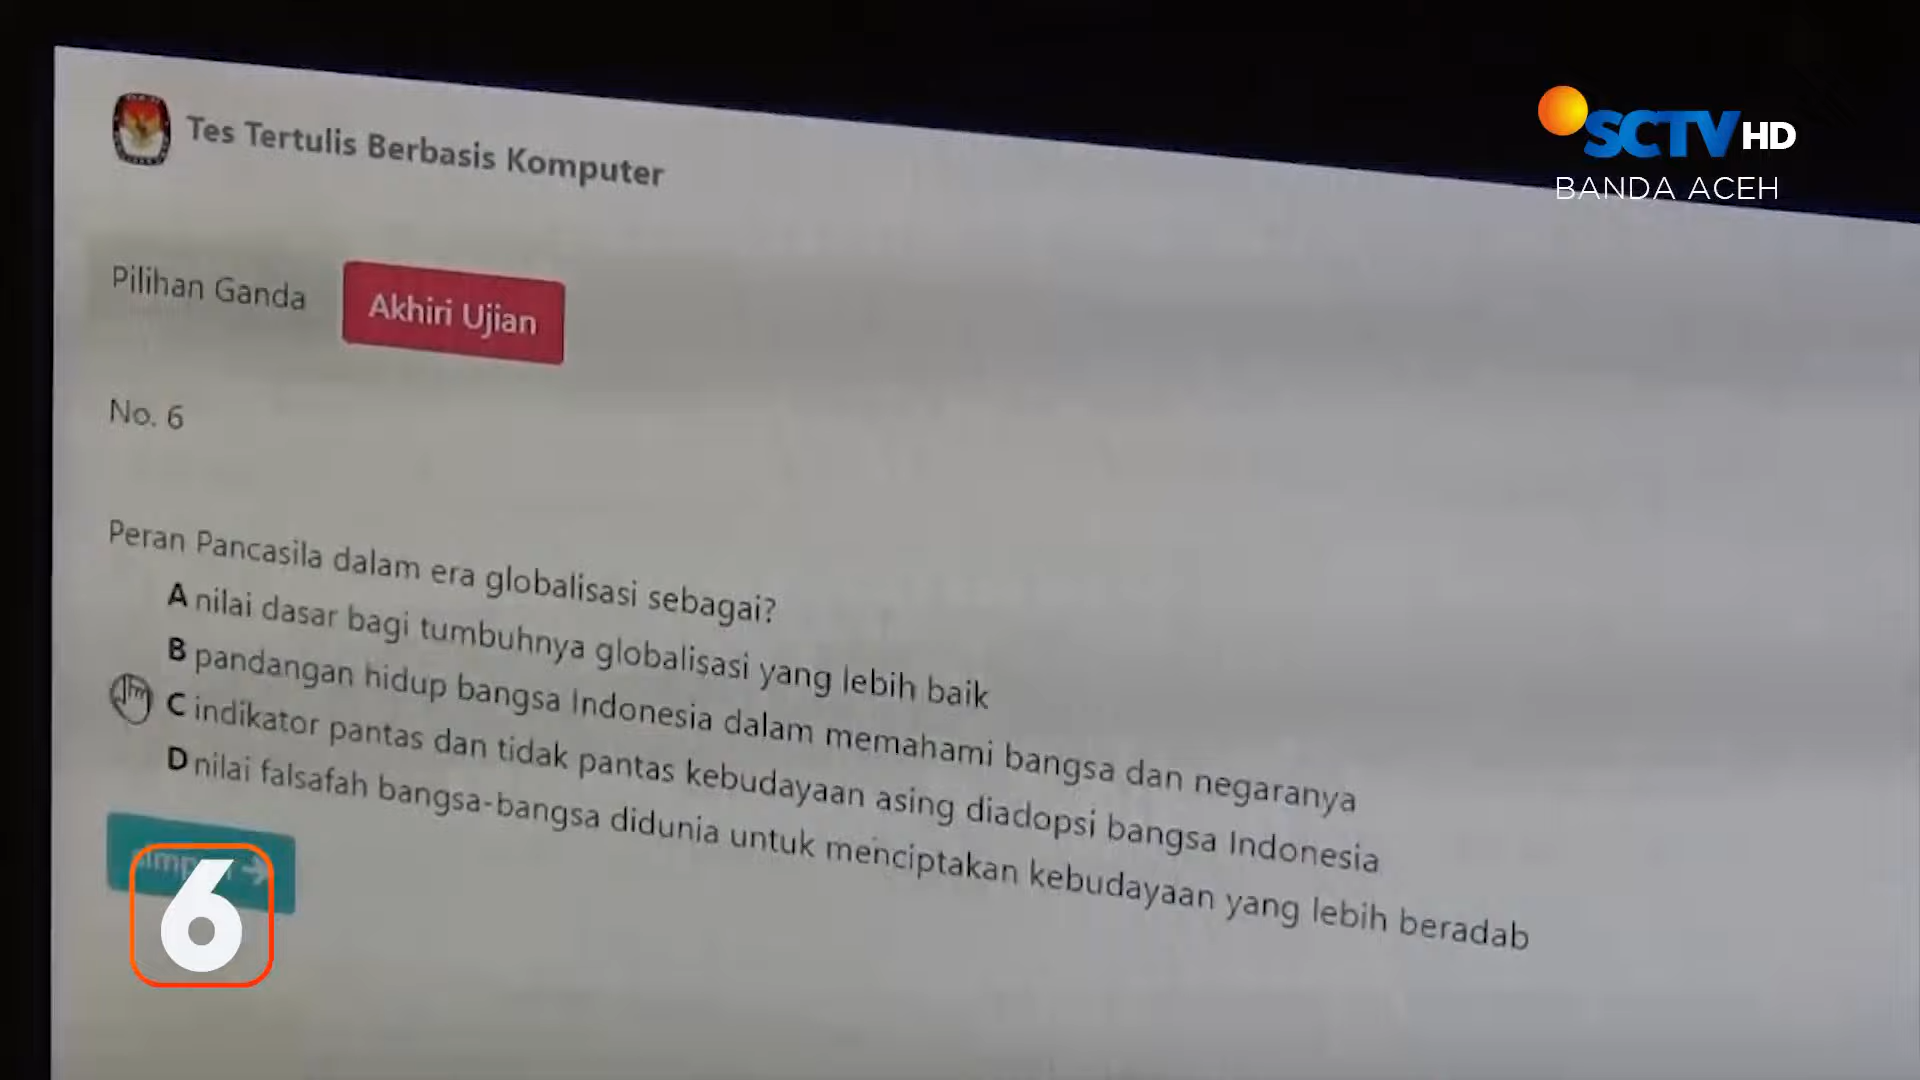 Tes Tertulis Berbasis Komputer
SCTV HD
BANDA ACEH
Pilihan Ganda
Akhiri Ujian
No. 6
Peran Pancasila dalam era globalisasi sebagai?
A nilai dasar bagi tumbuhnya globalisasi yang lebih baik
B pandangan hidup bangsa Indonesia dalam memahami bangsa dan negaranya
C indikator pantas dan tidak pantas kebudayaan asing diadopsi bangsa Indonesia
D nilai falsafah bangsa-bangsa didunia untuk menciptakan kebudayaan yang lebih beradab
6